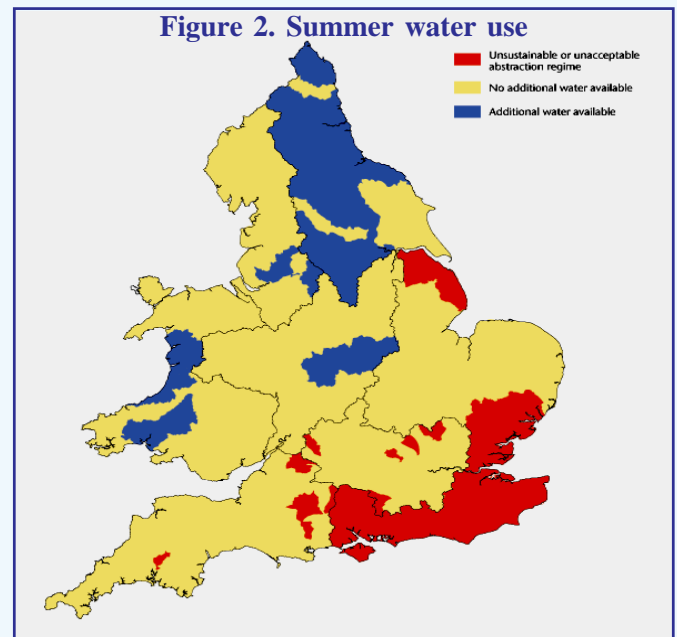 Figure 2. Summer water use
Unsustainable or unacceptable
abstraction regime
No additional water available
Additional water available